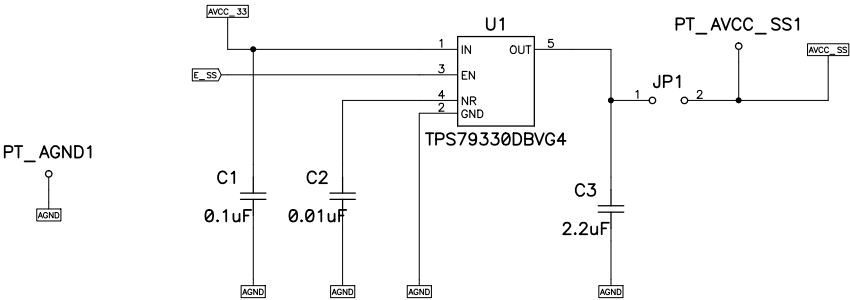 AVCC_33
U1
PT_AVCC_SS1
1 IN OUT 5
AVCC_SS
E_SS 3 EN
JP1
4 NR 1 2
2 GND
TPS79330DBVG4
PT_AGND1
C1 C2
C3
AGND 0.1uF 0.01uF
2.2uF
AGND AGND AGND AGND